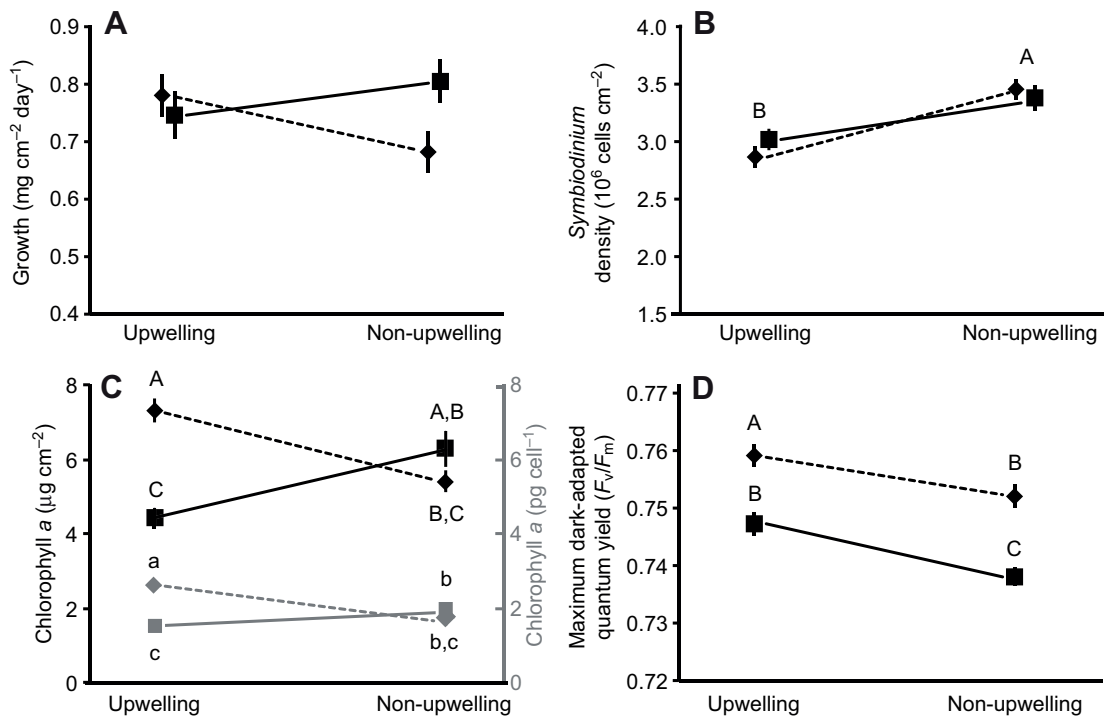 A
Growth (mg cm−2 day−1)
0.9
0.8
0.7
0.6
0.5
0.4
Upwelling
Non-upwelling
B
Symbiodinium
density (106 cells cm−2)
4.0
3.5
3.0
2.5
2.0
1.5
B
A
Upwelling
Non-upwelling
C
Chlorophyll a (μg cm−2)
8
6
4
2
0
A
A,B
C
B,C
a
b
c
b,c
8
6
4
2
0
Chlorophyll a (pg cell−1)
Upwelling
Non-upwelling
D
Maximum dark-adapted
quantum yield (Fv/Fm)
0.77
0.76
0.75
0.74
0.73
0.72
A
B
B
C
Upwelling
Non-upwelling